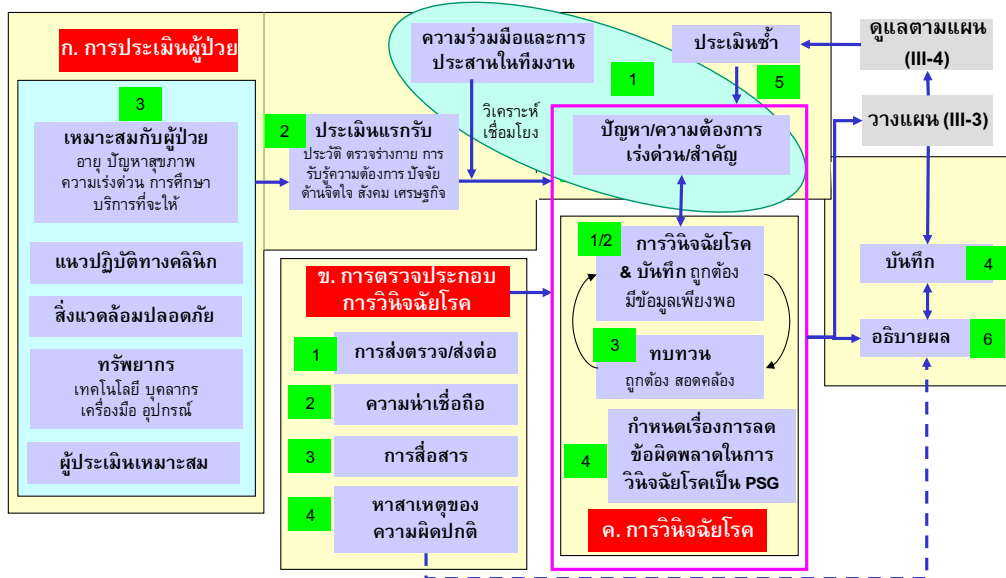 ก. การประเมินผู้ป่วย
3
เหมาะสมกับผู้ป่วย
อายุ ปัญหาสุขภาพ
ความเร่งด่วน การศึกษา
บริการที่จะให้
แนวปฏิบัติทางคลินิก
สิ่งแวดล้อมปลอดภัย
ทรัพยากร
เทคโนโลยี บุคลากร
เครื่องมือ อุปกรณ์
ผู้ประเมินเหมาะสม
2
ประเมินแรกรับ
ประวัติ ตรวจร่างกาย การ
รับรู้ความต้องการ ปัจจัย
ด้านจิตใจ สังคม เศรษฐกิจ
ความร่วมมือและการ
ประสานในทีมงาน
1
วิเคราะห์
เชื่อมโยง
ประเมินซ้ำ
5
ปัญหา/ความต้องการ
เร่งด่วน/สำคัญ
ดูแลตามแผน
(III-4)
วางแผน (III-3)
บันทึก
4
อธิบายผล
6
ข. การตรวจประกอบ
การวินิจฉัยโรค
1
การส่งตรวจ/ส่งต่อ
2
ความน่าเชื่อถือ
3
การสื่อสาร
4
หาสาเหตุของ
ความผิดปกติ
1/2
การวินิจฉัยโรค
& บันทึก ถูกต้อง
มีข้อมูลเพียงพอ
3
ทบทวน
ถูกต้อง สอดคล้อง
4
กำหนดเรื่องการลด
ข้อผิดพลาดในการ
วินิจฉัยโรคเป็น PSG
ค. การวินิจฉัยโรค